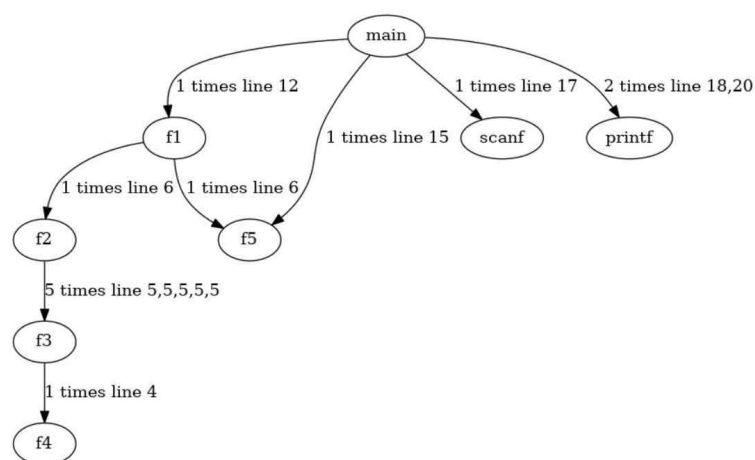 main
1 times line 12
1 times line 17
2 times line 18,20
f1
1 times line 15
scanf
printf
1 times line 6
1 times line 6
f2
f5
5 times line 5,5,5,5,5
f3
1 times line 4
f4